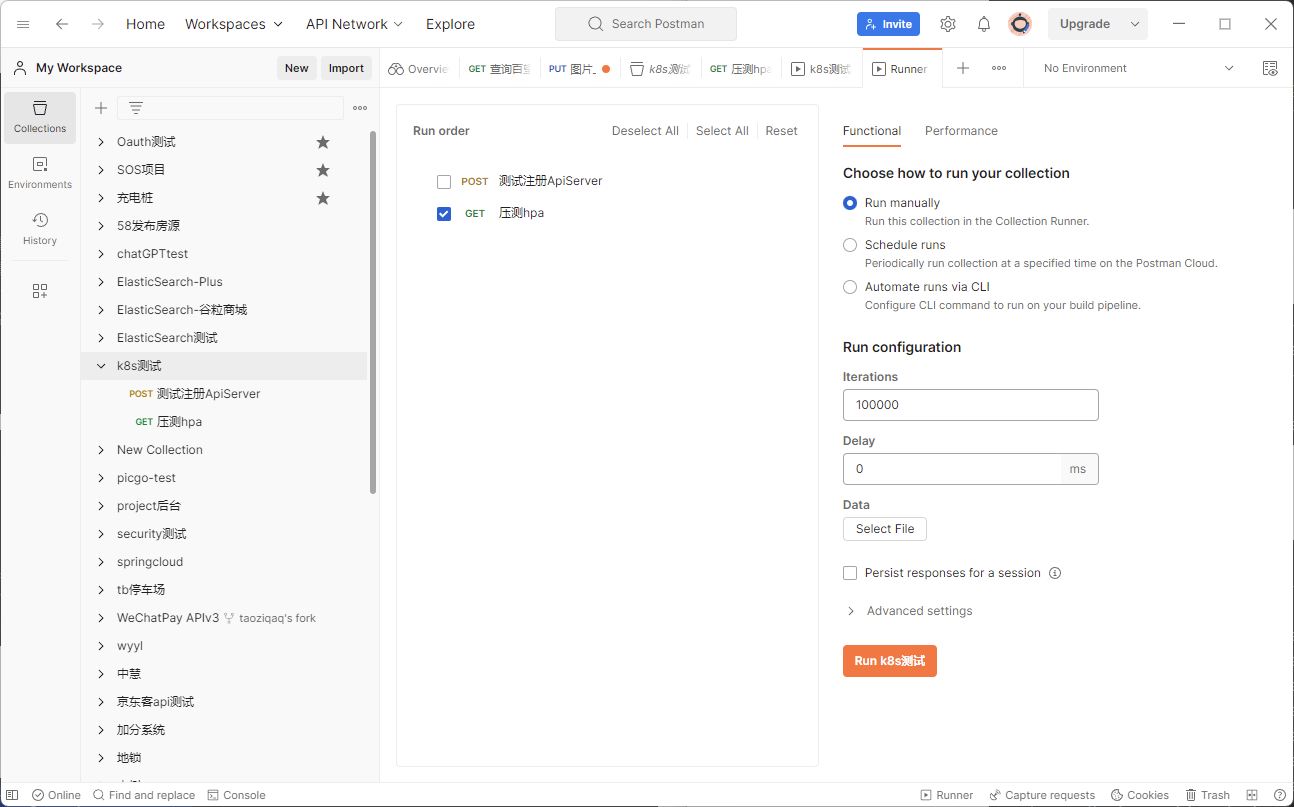 Home Workspaces API Network Explore Search Postman Invite Upgrade
My Workspace New Import Overvie GET 查询百 PUT 图片_ k8s测试 GET 压测hpa k8s测试 Runner No Environment
Collections
Environments
History
Oauth测试
SOS项目
充电桩
58发布房源
chatGPTtest
ElasticSearch-Plus
ElasticSearch-谷粒商城
ElasticSearch测试
k8s测试
POST 测试注册ApiServer
GET 压测hpa
New Collection
picgo-test
project后台
security测试
springcloud
tb停车场
WeChatPay APIv3 taoziqaq's fork
wyyl
中慧
京东客api测试
加分系统
地锁
Run order Deselect All Select All Reset
POST 测试注册ApiServer
GET 压测hpa
Functional Performance
Choose how to run your collection
Run manually
Run this collection in the Collection Runner.
Schedule runs
Periodically run collection at a specified time on the Postman Cloud.
Automate runs via CLI
Configure CLI command to run on your build pipeline.
Run configuration
Iterations
100000
Delay
0 ms
Data
Select File
Persist responses for a session
Advanced settings
Run k8s测试
Online Find and replace Console Runner Capture requests Cookies Trash